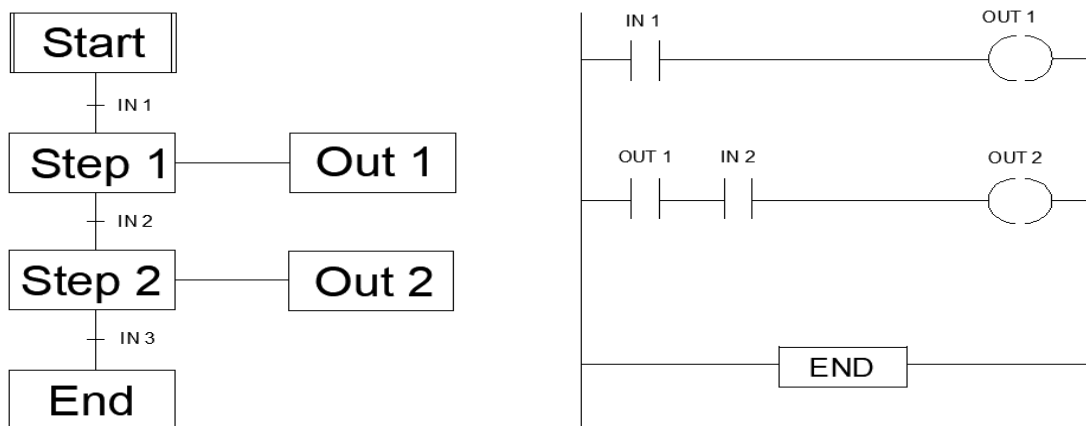 Start
IN 1
Step 1
Out 1
IN 2
Step 2
Out 2
IN 3
End
IN 1
OUT 1
OUT 1
IN 2
OUT 2
END